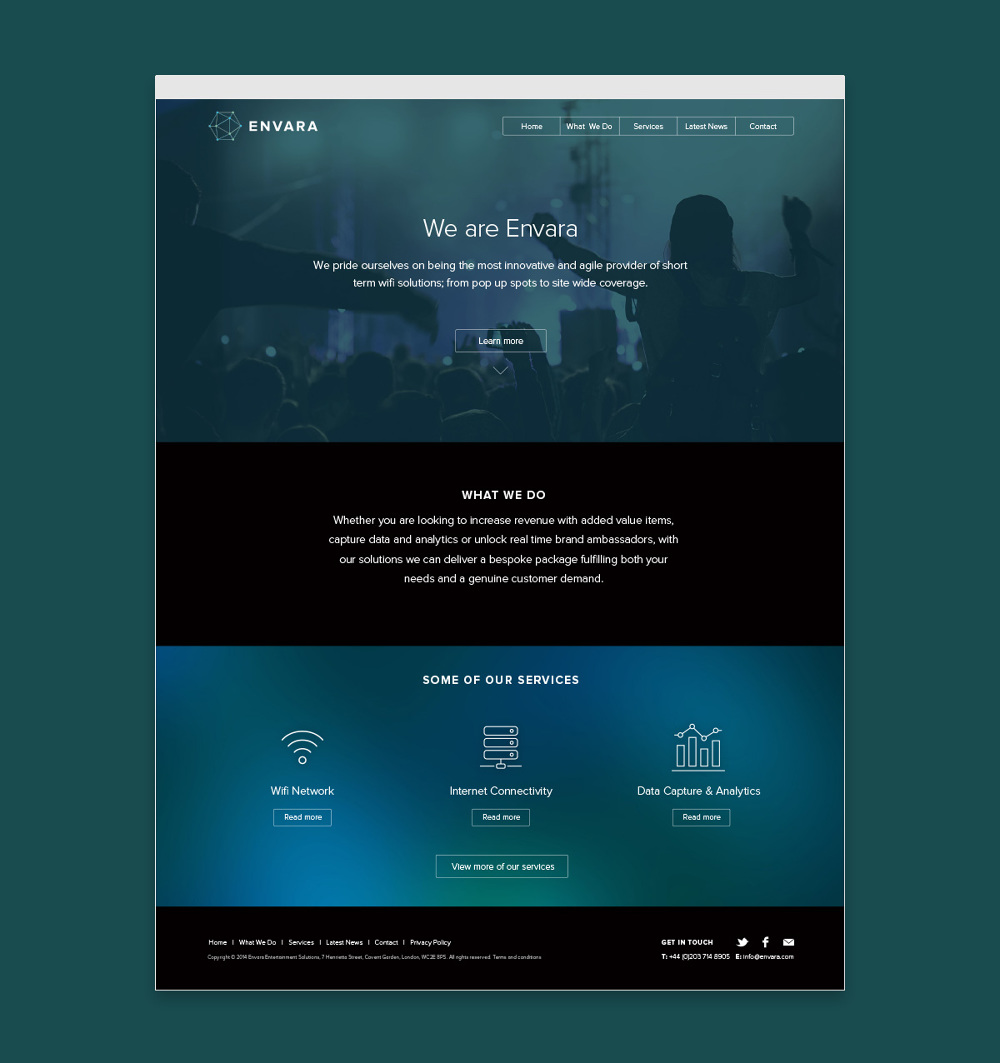 ENVARA
Home What We Do Services Latest News Contact
We are Envara
We pride ourselves on being the most innovative and agile provider of short
term wifi solutions; from pop up spots to site wide coverage.
Learn more
WHAT WE DO
Whether you are looking to increase revenue with added value items,
capture data and analytics or unlock real time brand ambassadors, with
our solutions we can deliver a bespoke package fulfilling both your
needs and a genuine customer demand.
SOME OF OUR SERVICES
Wifi Network Internet Connectivity Data Capture & Analytics
Read more Read more Read more
View more of our services
Home | What We Do | Services | Latest News | Contact | Privacy Policy
GET IN TOUCH
Copyright © 2014 Envara Entertainment Solutions, 7 Henrietta Street, Covent Garden, London, WC2E 8PS. All rights reserved. Terms and conditions
T: +44 (0)203 714 8905 E: info@envara.com